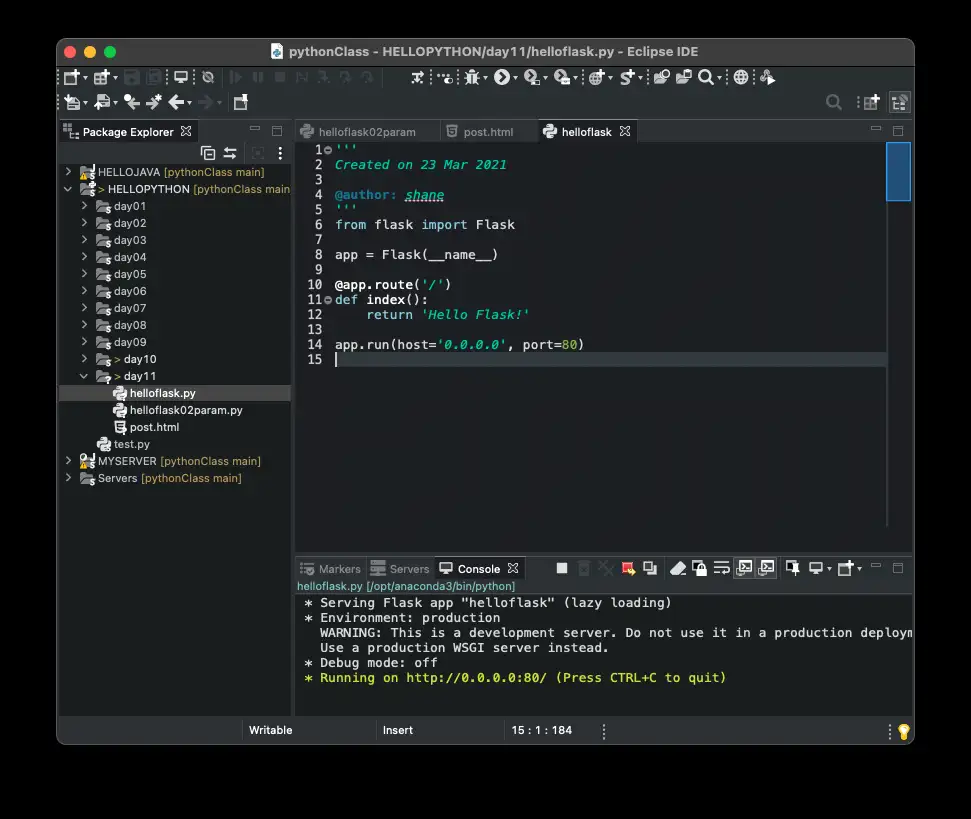 pythonClass - HELLOPYTHON/day11/helloflask.py - Eclipse IDE
Package Explorer
HELLOJAVA [pythonClass main]
> HELLOPYTHON [pythonClass main
day01
day02
day03
day04
day05
day06
day07
day08
day09
> day10
> day11
helloflask.py
helloflask02param.py
post.html
test.py
MYSERVER [pythonClass main]
Servers [pythonClass main]
helloflask02param post.html helloflask
1 '''
2 Created on 23 Mar 2021
3
4 @author: shane
5 '''
6 from flask import Flask
7
8 app = Flask(__name__)
9
10 @app.route('/')
11 def index():
12     return 'Hello Flask!'
13
14 app.run(host='0.0.0.0', port=80)
15
Markers Servers Console
helloflask.py [/opt/anaconda3/bin/python]
* Serving Flask app "helloflask" (lazy loading)
* Environment: production
WARNING: This is a development server. Do not use it in a production deploym
Use a production WSGI server instead.
* Debug mode: off
* Running on http://0.0.0.0:80/ (Press CTRL+C to quit)
Writable Insert 15 : 1 : 184